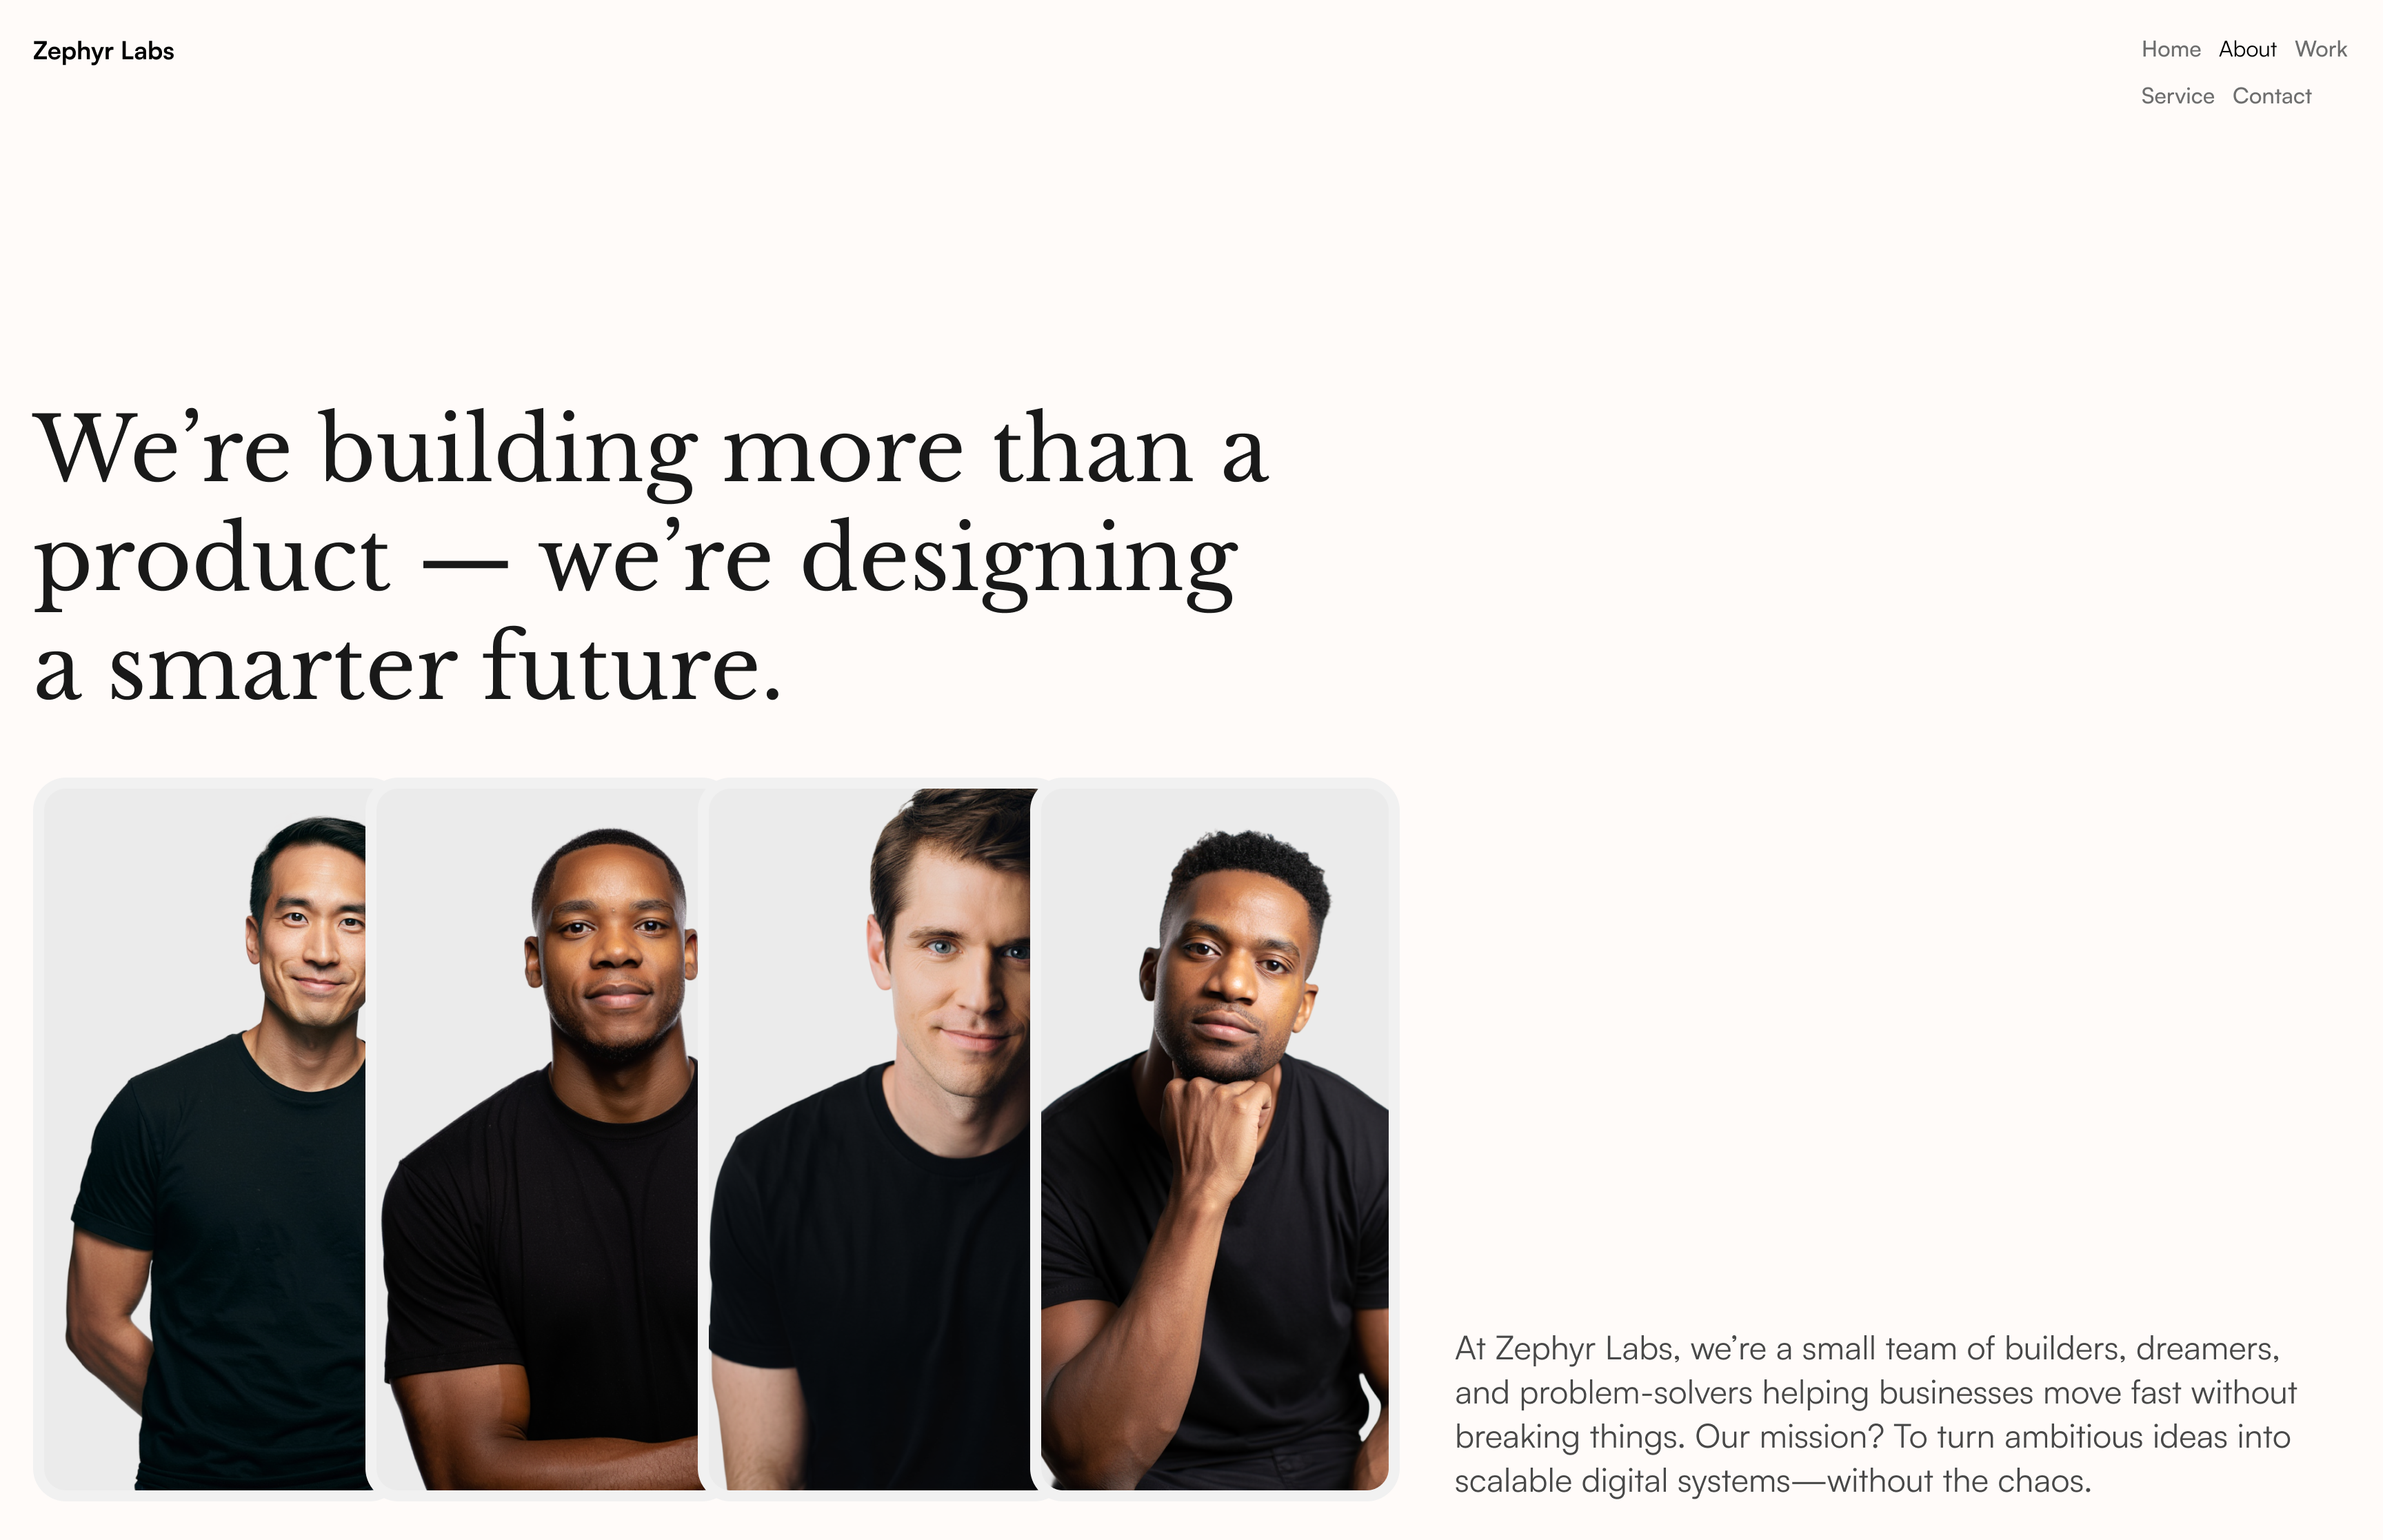 Zephyr Labs
Home About Work
Service Contact
We’re building more than a
product — we’re designing
a smarter future.
At Zephyr Labs, we’re a small team of builders, dreamers,
and problem-solvers helping businesses move fast without
breaking things. Our mission? To turn ambitious ideas into
scalable digital systems—without the chaos.